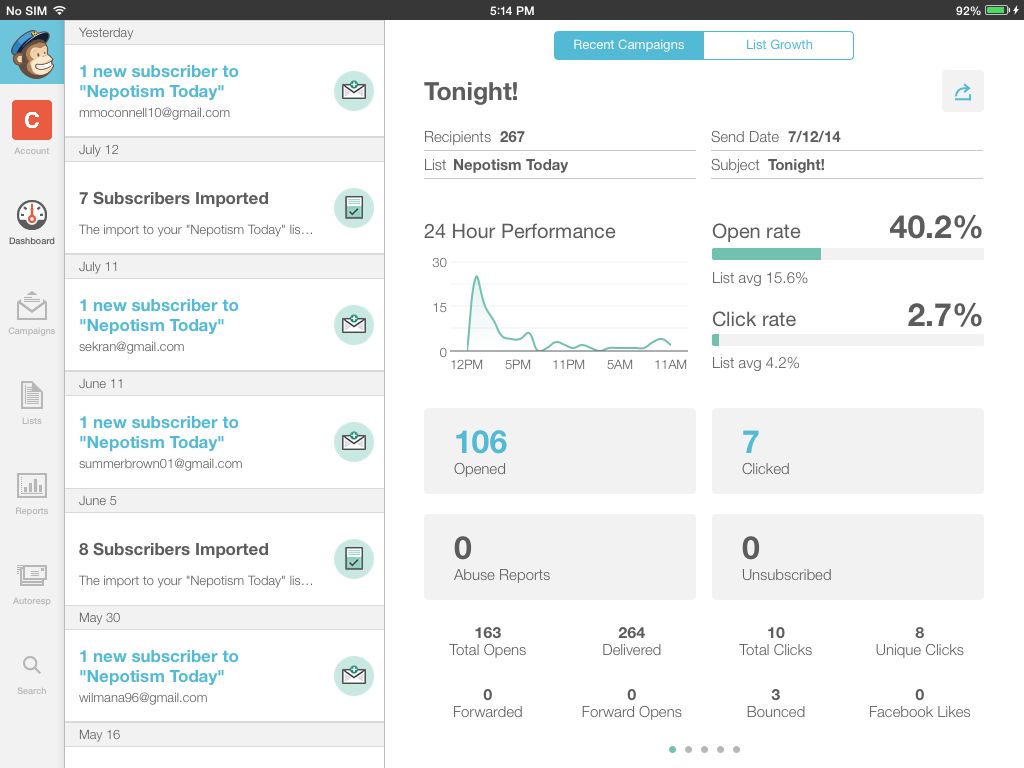 No SIM
5:14 PM
92%
C
Account
Dashboard
Campaigns
Lists
Reports
Autoresp
Search
Yesterday
1 new subscriber to
"Nepotism Today"
mmoconnell10@gmail.com
July 12
7 Subscribers Imported
The import to your "Nepotism Today" lis...
July 11
1 new subscriber to
"Nepotism Today"
sekran@gmail.com
June 11
1 new subscriber to
"Nepotism Today"
summerbrown01@gmail.com
June 5
8 Subscribers Imported
The import to your "Nepotism Today" lis...
May 30
1 new subscriber to
"Nepotism Today"
wilmana96@gmail.com
May 16
Recent Campaigns
List Growth
Tonight!
Recipients 267
Send Date 7/12/14
List Nepotism Today
Subject Tonight!
24 Hour Performance
30
15
0
12PM 5PM 11PM 5AM 11AM
Open rate 40.2%
List avg 15.6%
Click rate 2.7%
List avg 4.2%
106
Opened
7
Clicked
0
Abuse Reports
0
Unsubscribed
163
Total Opens
264
Delivered
10
Total Clicks
8
Unique Clicks
0
Forwarded
0
Forward Opens
3
Bounced
0
Facebook Likes